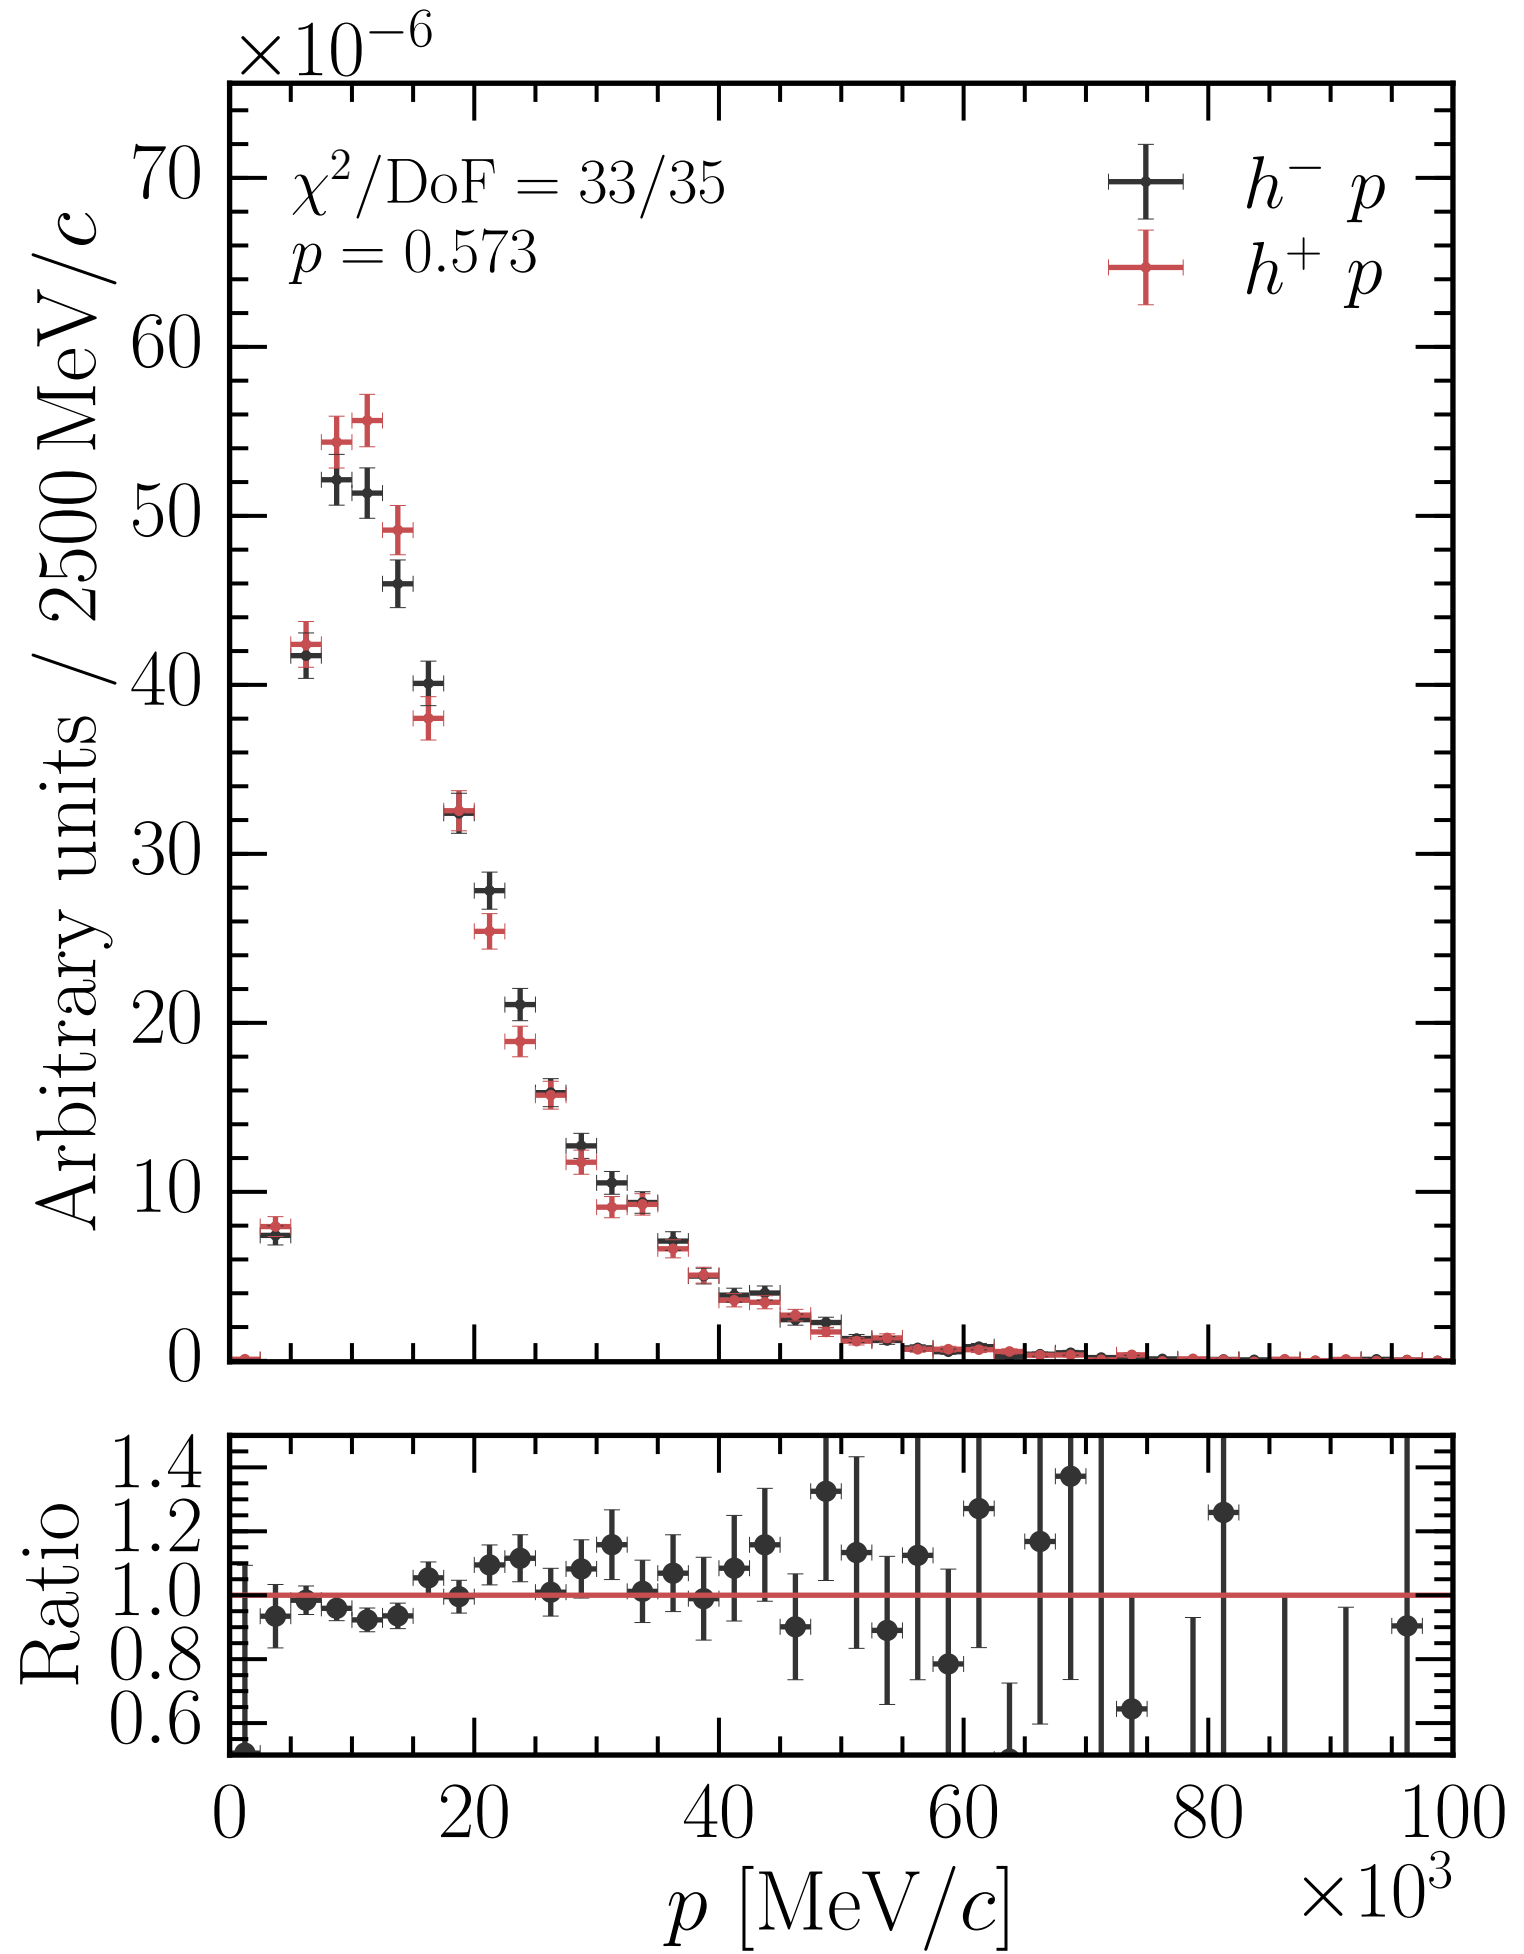 ×10⁻⁶
χ²/DoF = 33/35
p = 0.573
h⁻ p
h⁺ p
Arbitrary units / 2500 MeV/c
70
60
50
40
30
20
10
0
Ratio
1.4
1.2
1.0
0.8
0.6
0 20 40 60 80 100
p [MeV/c]
×10³